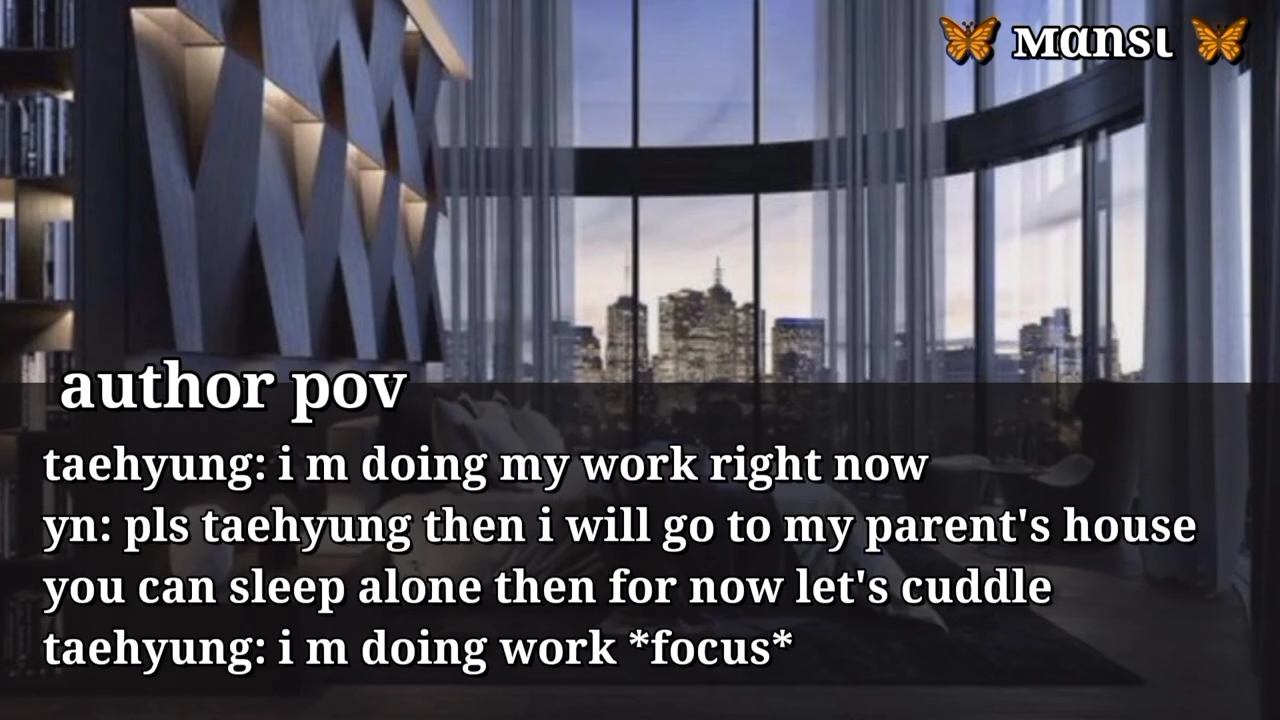 🦋 мαnsι 🦋
author pov
taehyung: i m doing my work right now
yn: pls taehyung then i will go to my parent's house
you can sleep alone then for now let's cuddle
taehyung: i m doing work *focus*